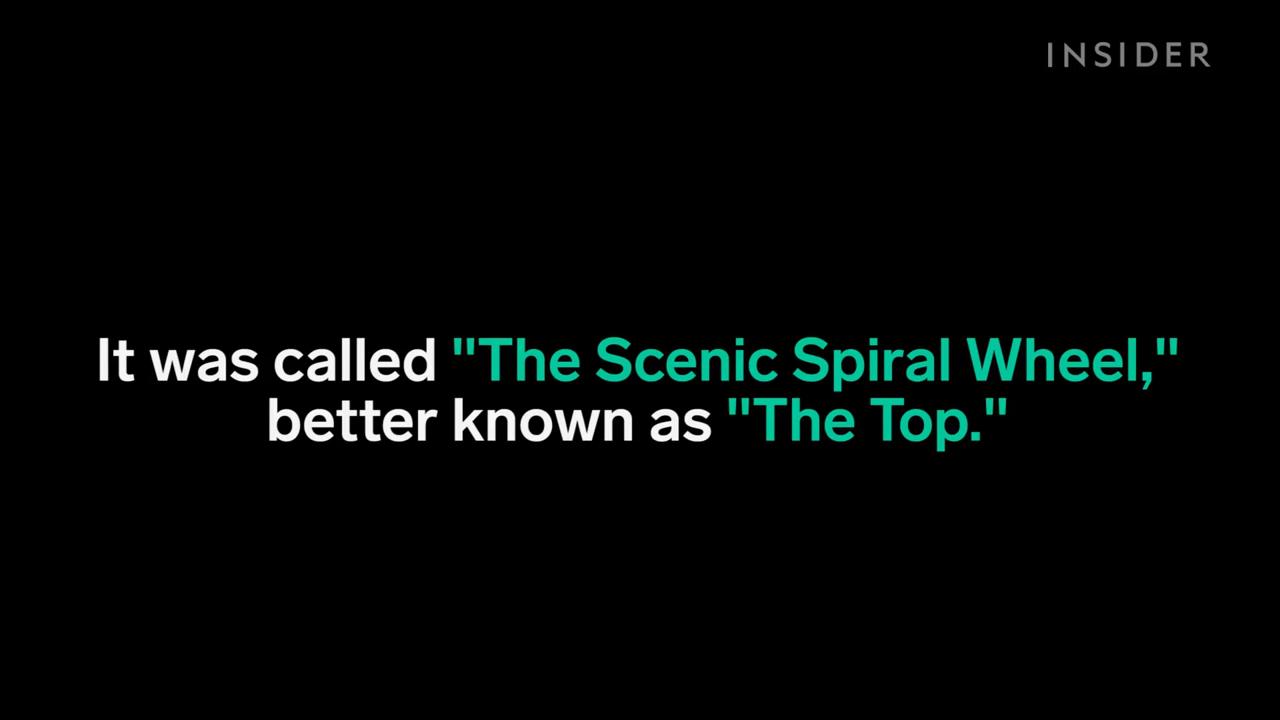 INSIDER
It was called "The Scenic Spiral Wheel,"
better known as "The Top."